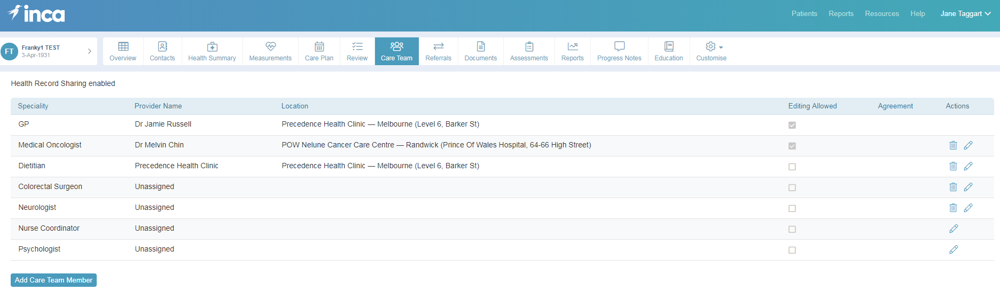 inca
Patients Reports Resources Help Jane Taggart
FT Franky1 TEST
3-Apr-1931
Overview Contacts Health Summary Measurements Care Plan Review Care Team Referrals Documents Assessments Reports Progress Notes Education Customise
Health Record Sharing enabled
Speciality Provider Name Location Editing Allowed Agreement Actions
GP Dr Jamie Russell Precedence Health Clinic — Melbourne (Level 6, Barker St)
Medical Oncologist Dr Melvin Chin POW Nelune Cancer Care Centre — Randwick (Prince Of Wales Hospital, 64-66 High Street)
Dietitian Precedence Health Clinic Precedence Health Clinic — Melbourne (Level 6, Barker St)
Colorectal Surgeon Unassigned
Neurologist Unassigned
Nurse Coordinator Unassigned
Psychologist Unassigned
Add Care Team Member